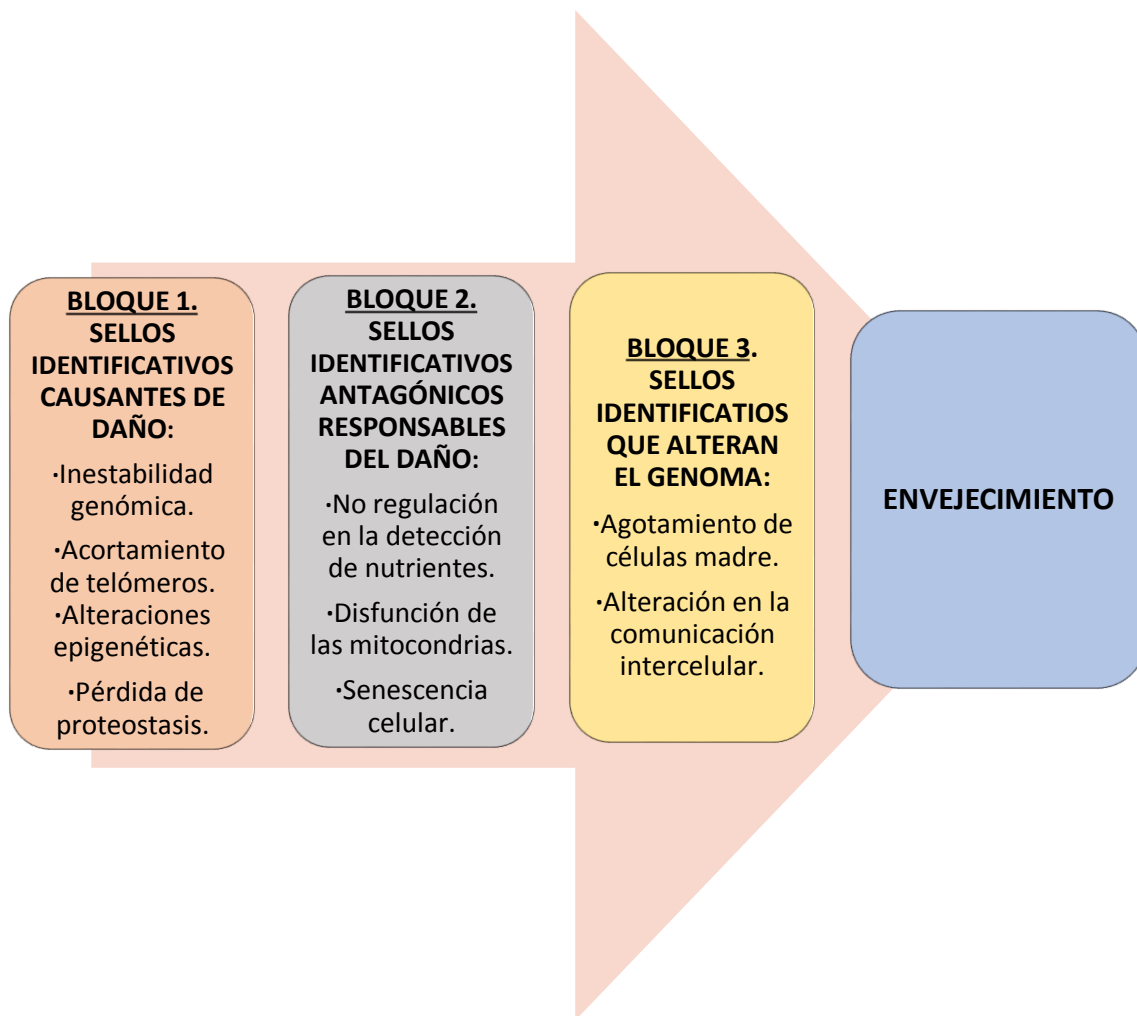 BLOQUE 1.
SELLOS
IDENTIFICATIVOS
CAUSANTES DE
DAÑO:
·Inestabilidad
genómica.
·Acortamiento
de telómeros.
·Alteraciones
epigenéticas.
·Pérdida de
proteostasis.
BLOQUE 2.
SELLOS
IDENTIFICATIVOS
ANTAGÓNICOS
RESPONSABLES
DEL DAÑO:
·No regulación
en la detección
de nutrientes.
·Disfunción de
las mitocondrias.
·Senescencia
celular.
BLOQUE 3.
SELLOS
IDENTIFICATIOS
QUE ALTERAN
EL GENOMA:
·Agotamiento de
células madre.
·Alteración en la
comunicación
intercelular.
ENVEJECIMIENTO